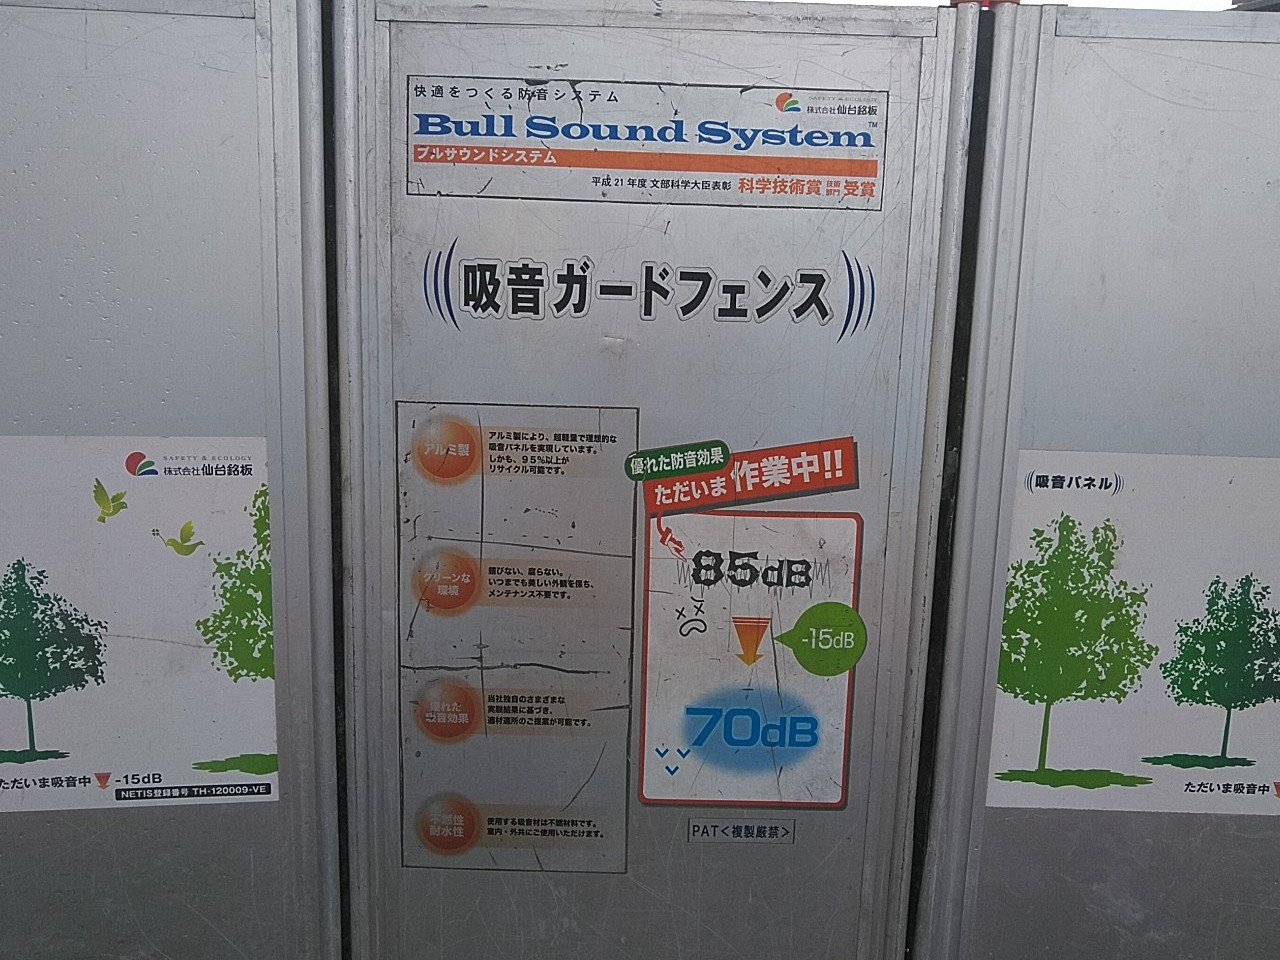 快適をつくる防音システム
SAFETY & ECOLOGY
株式会社仙台銘板
Bull Sound System TM
ブルサウンドシステム
平成21年度 文部科学大臣表彰 科学技術賞 技術部門 受賞
吸音ガードフェンス
アルミ製
アルミ製により、超軽量で理想的な
吸音パネルを実現しています。
しかも、95%以上が
リサイクル可能です。
クリーンな
環境
錆びない、腐らない。
いつまでも美しい外観を保ち、
メンテナンス不要です。
優れた
吸音効果
当社独自のさまざまな
実験結果に基づき、
適材適所のご提案が可能です。
不燃性
耐水性
使用する吸音材は不燃材料です。
室内・外共にご使用いただけます。
優れた防音効果
ただいま作業中!!
85dB
-15dB
70dB
PAT<複製厳禁>
SAFETY & ECOLOGY
株式会社仙台銘板
ただいま吸音中 -15dB
NETIS登録番号 TH-120009-VE
吸音パネル
ただいま吸音中